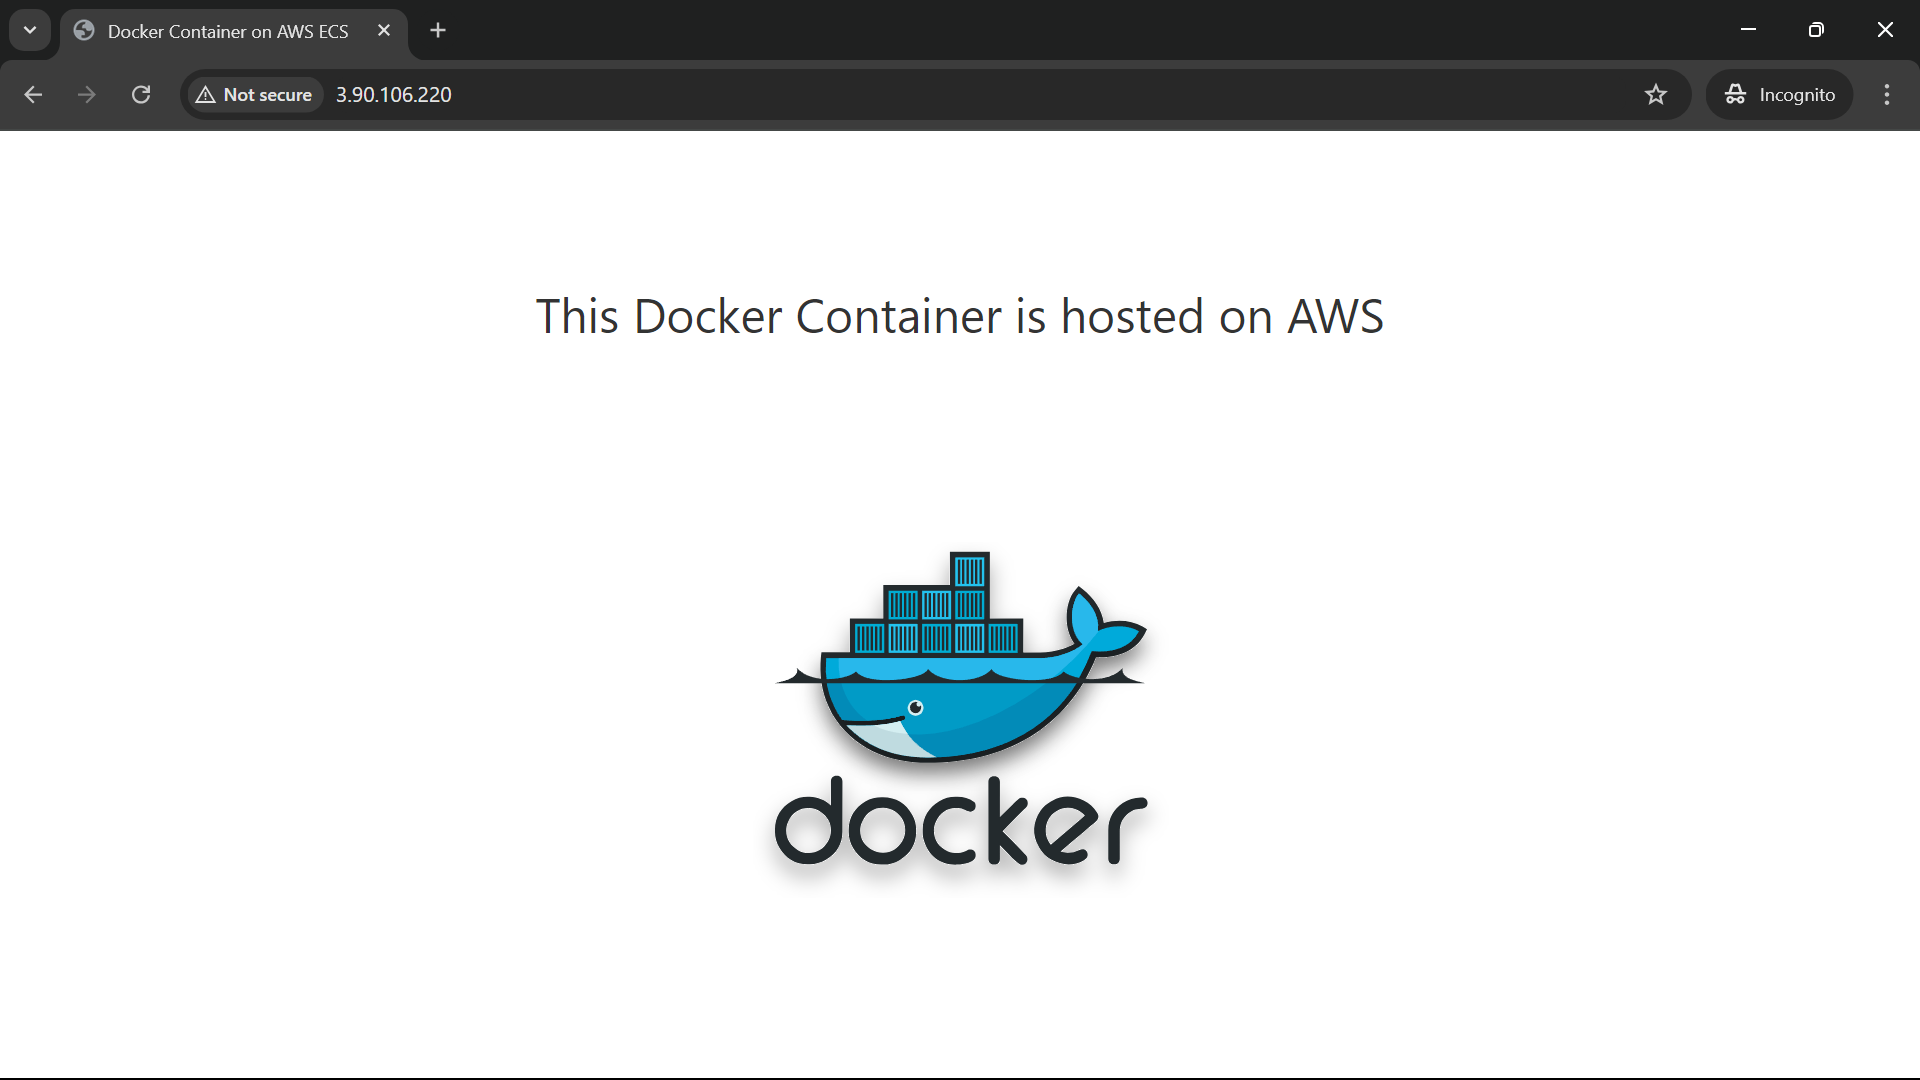 Docker Container on AWS ECS
Not secure
3.90.106.220
Incognito
This Docker Container is hosted on AWS
docker